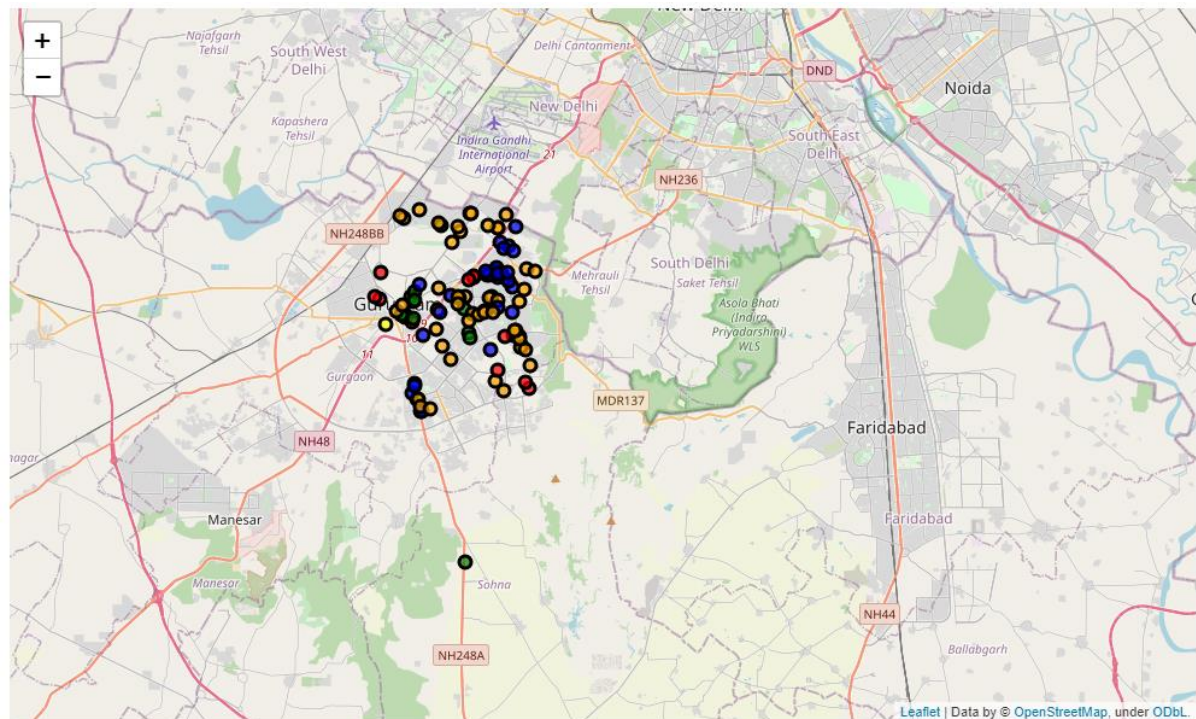 +
−
New Delhi
Najafgarh
Tehsil
South West
Delhi
Delhi Cantonment
DND
Noida
New Delhi
Kapashera
Tehsil
Indira Gandhi
International
Airport
21
South East
Delhi
NH236
NH248BB
Mehrauli
Tehsil
South Delhi
Saket Tehsil
Asola Bhati
(Indira
Priyadarshini)
WLS
11
Gurgaon
MDR137
NH48
Faridabad
Manesar
Faridabad
Manesar
Sohna
NH44
NH248A
Ballabgarh
Leaflet | Data by © OpenStreetMap, under ODbL.